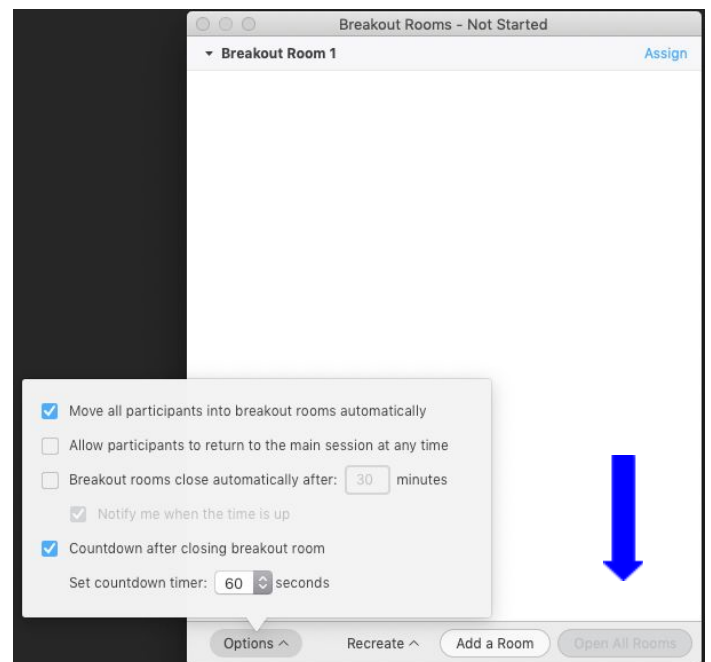 Breakout Rooms - Not Started
Breakout Room 1 Assign
Move all participants into breakout rooms automatically
Allow participants to return to the main session at any time
Breakout rooms close automatically after: 30 minutes
Notify me when the time is up
Countdown after closing breakout room
Set countdown timer: 60 seconds
Options Recreate Add a Room Open All Rooms